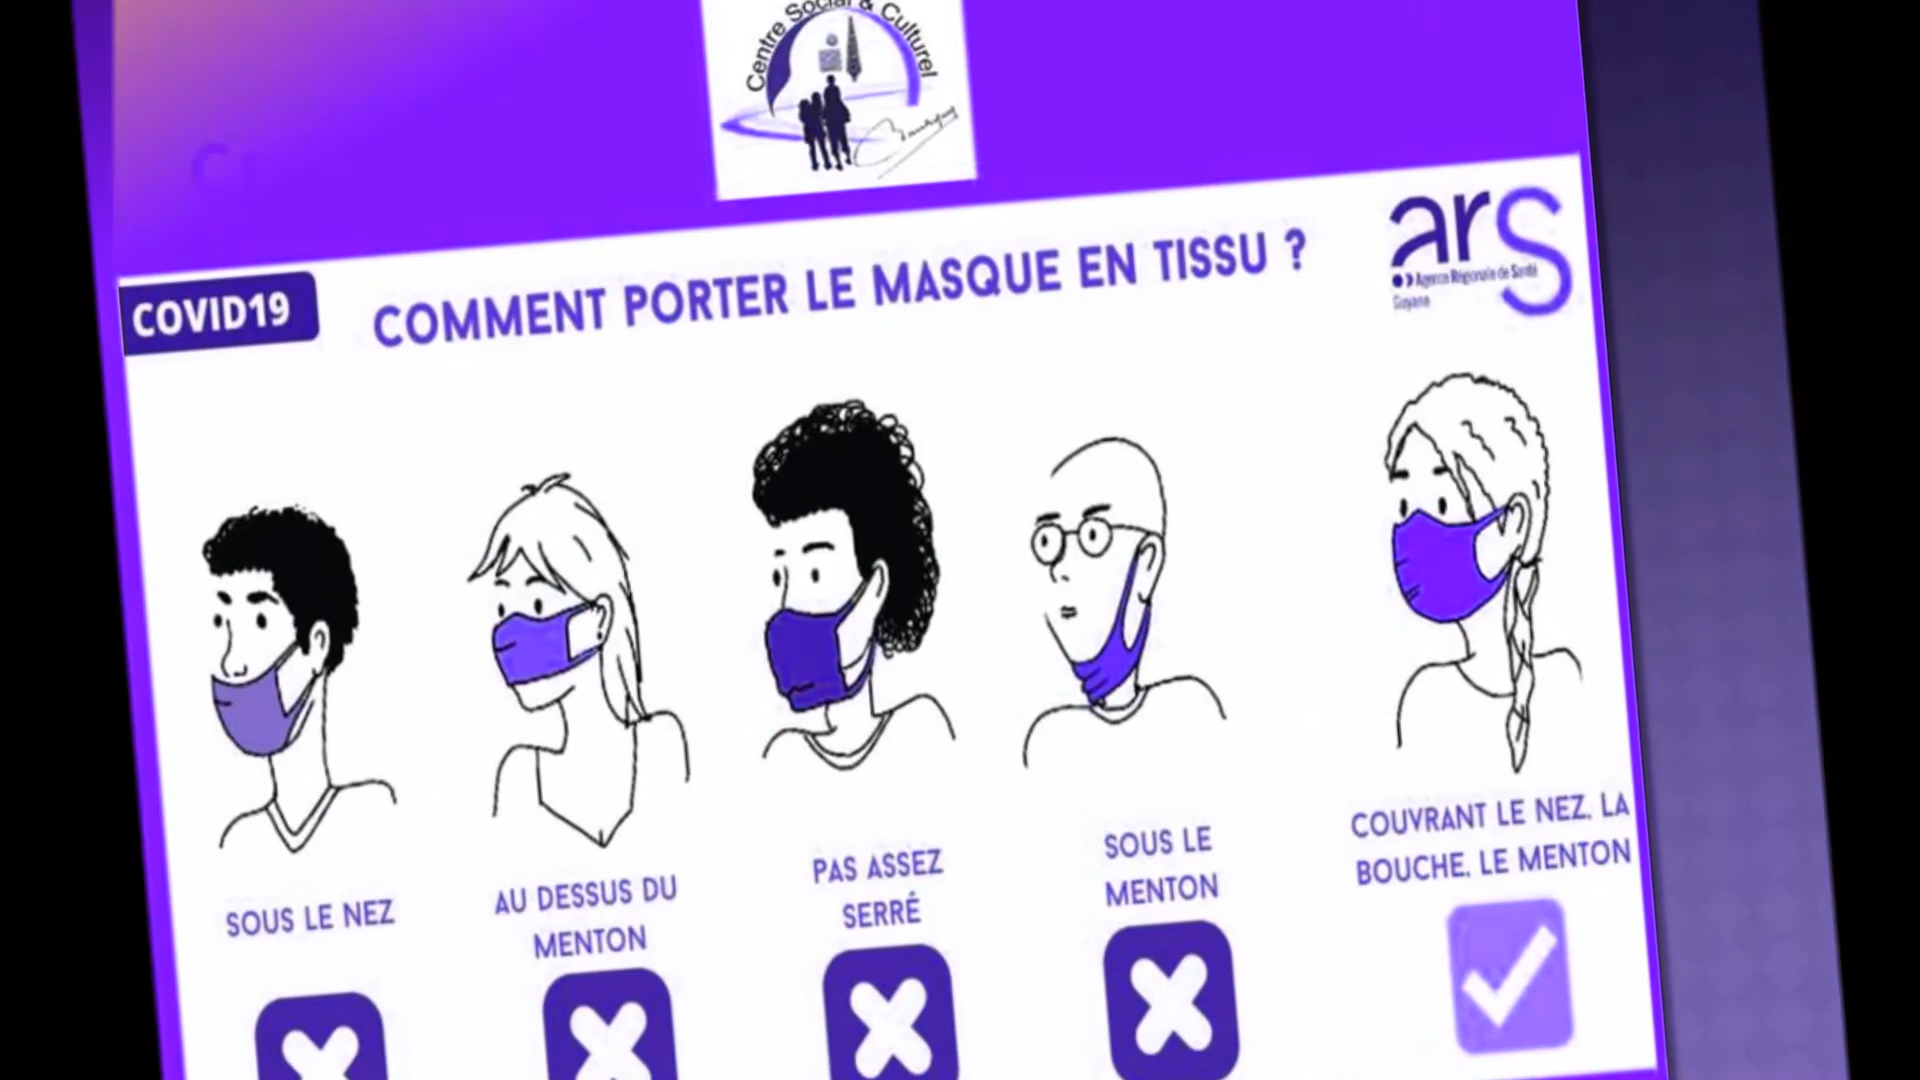 Centre Social & Culturel
COVID19
COMMENT PORTER LE MASQUE EN TISSU ?
ars
Agence Régionale de Santé
Guyane
SOUS LE NEZ
AU DESSUS DU
MENTON
PAS ASSEZ
SERRÉ
SOUS LE
MENTON
COUVRANT LE NEZ, LA
BOUCHE, LE MENTON